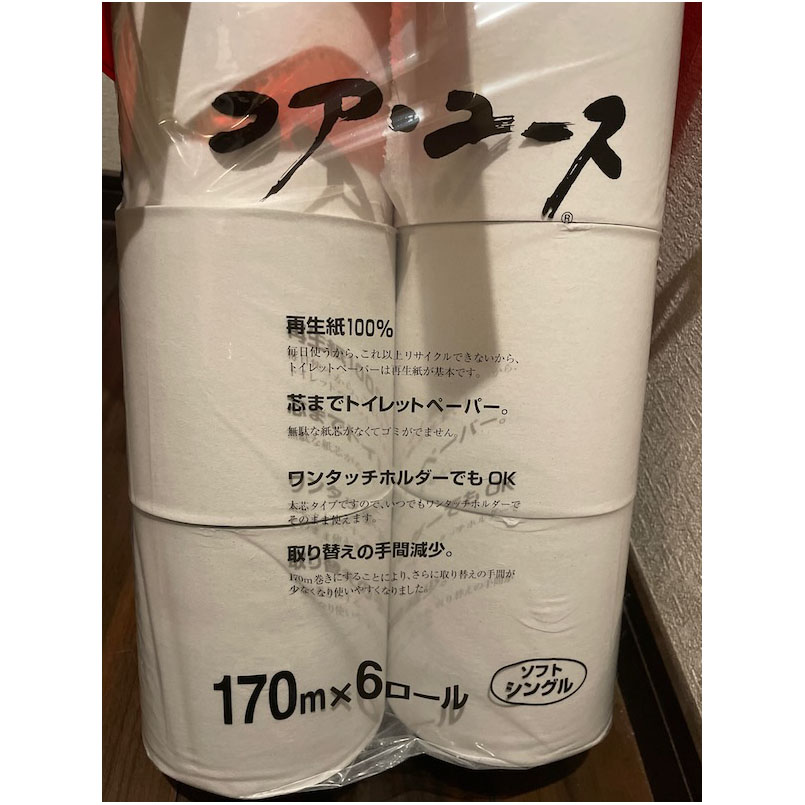 コア・ユース
®
再生紙100%
毎日使うから、これ以上リサイクルできないから、
トイレットペーパーは再生紙が基本です。
芯までトイレットペーパー。
無駄な紙芯がなくてゴミがでません。
ワンタッチホルダーでもOK
太芯タイプですので、いつでもワンタッチホルダーで
そのまま使えます。
取り替えの手間減少。
170m巻きにすることにより、さらに取り替えの手間が
少なくなり使いやすくなりました。
170m×6ロール
ソフト
シングル